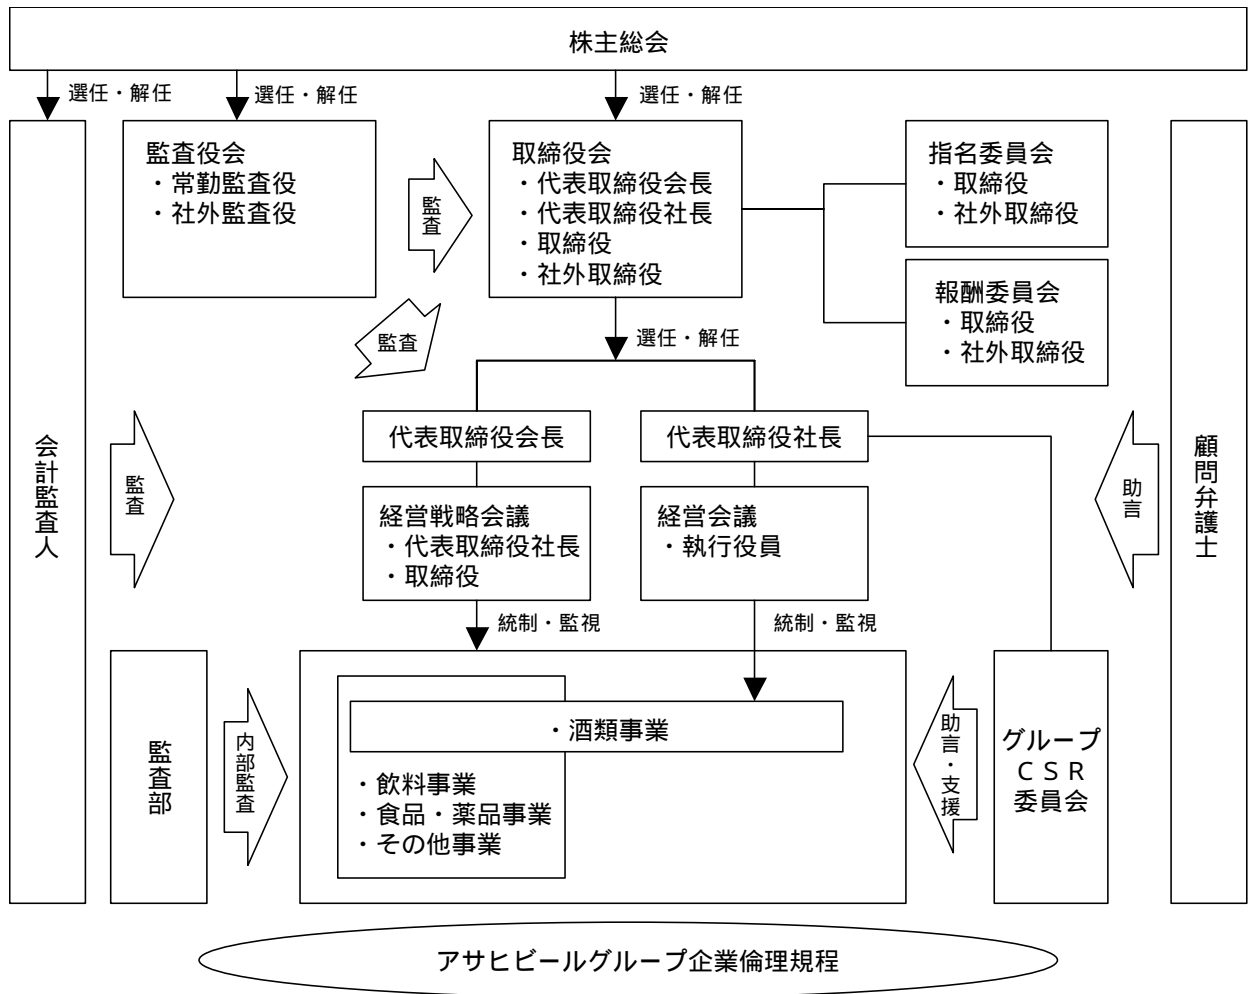 株主総会
選任・解任
選任・解任
選任・解任
監査役会
・常勤監査役
・社外監査役
監査
取締役会
・代表取締役会長
・代表取締役社長
・取締役
・社外取締役
指名委員会
・取締役
・社外取締役
報酬委員会
・取締役
・社外取締役
監査
選任・解任
会計監査人
監査
代表取締役会長
代表取締役社長
助言
顧問弁護士
経営戦略会議
・代表取締役社長
・取締役
経営会議
・執行役員
統制・監視
統制・監視
監査部
内部監査
・酒類事業
・飲料事業
・食品・薬品事業
・その他事業
助言・支援
グループ
ＣＳＲ
委員会
アサヒビールグループ企業倫理規程